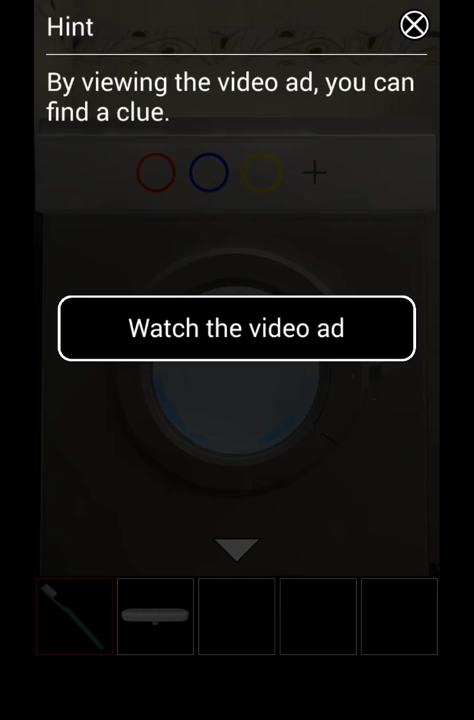 Hint
By viewing the video ad, you can
find a clue.
Watch the video ad